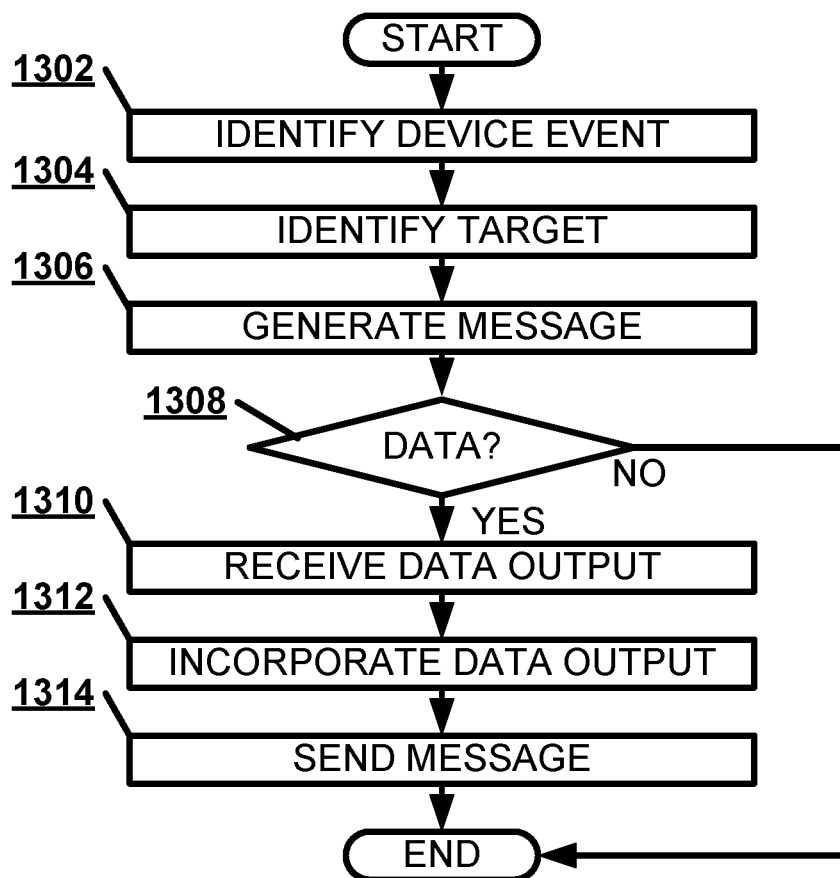 START
1302
IDENTIFY DEVICE EVENT
1304
IDENTIFY TARGET
1306
GENERATE MESSAGE
1308
DATA?
NO
YES
1310
RECEIVE DATA OUTPUT
1312
INCORPORATE DATA OUTPUT
1314
SEND MESSAGE
END